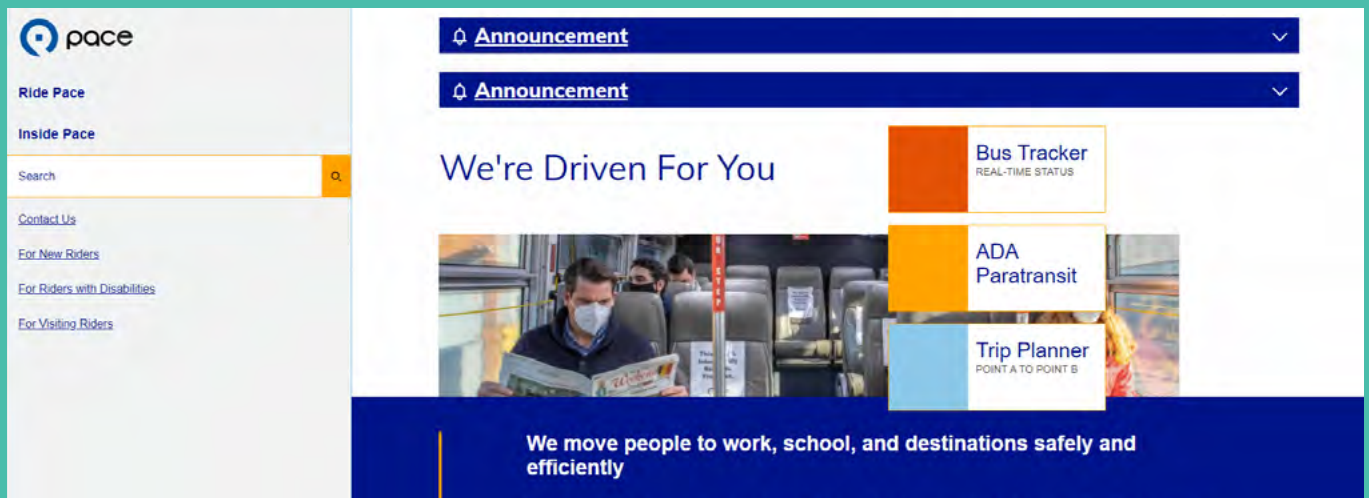 pace
Ride Pace
Inside Pace
Search
Contact Us
For New Riders
For Riders with Disabilities
For Visiting Riders
Announcement
Announcement
We're Driven For You
Bus Tracker
REAL-TIME STATUS
ADA
Paratransit
Trip Planner
POINT A TO POINT B
STEP
We move people to work, school, and destinations safely and
efficiently